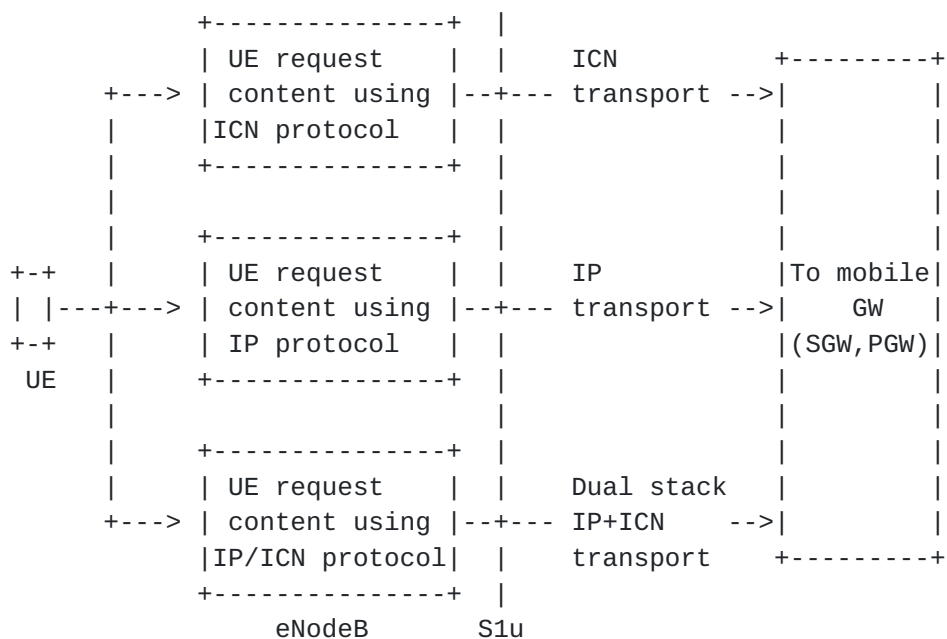 UE request
content using
ICN protocol
ICN
transport -->
UE request
content using
IP protocol
IP
transport -->
UE
To mobile
GW
(SGW,PGW)
UE request
content using
IP/ICN protocol
Dual stack
IP+ICN -->
transport
eNodeB
S1u